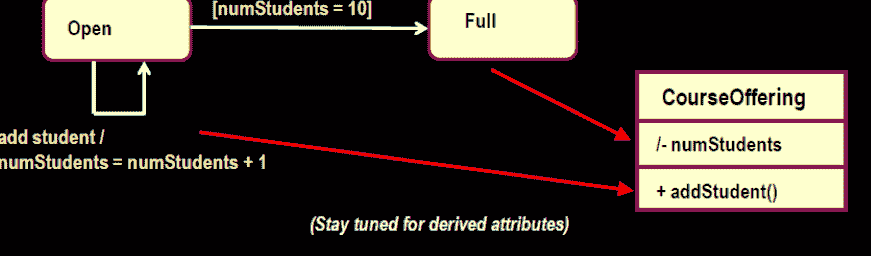 [numStudents = 10]
Open
Full
CourseOffering
add student /
numStudents = numStudents + 1
/- numStudents
+ addStudent()
(Stay tuned for derived attributes)